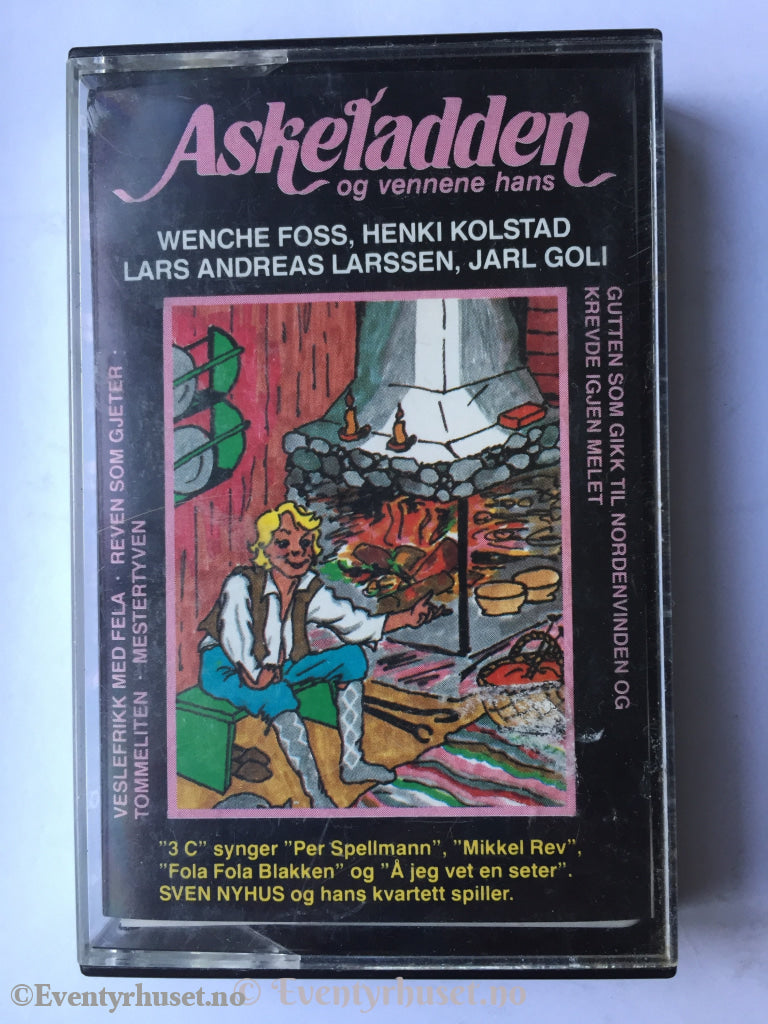 Askeladden
og vennene hans
WENCHE FOSS, HENKI KOLSTAD
LARS ANDREAS LARSSEN, JARL GOLI
VESLEFRIKK MED FELA · REVEN SOM GJETER ·
TOMMELITEN · MESTERTYVEN
GUTTEN SOM GIKK TIL NORDENVINDEN OG
KREVDE IGJEN MELET
"3 C" synger "Per Spellmann", "Mikkel Rev",
"Fola Fola Blakken" og "Å jeg vet en seter".
SVEN NYHUS og hans kvartett spiller.
©Eventyrhuset.no © Eventyrhuset.no